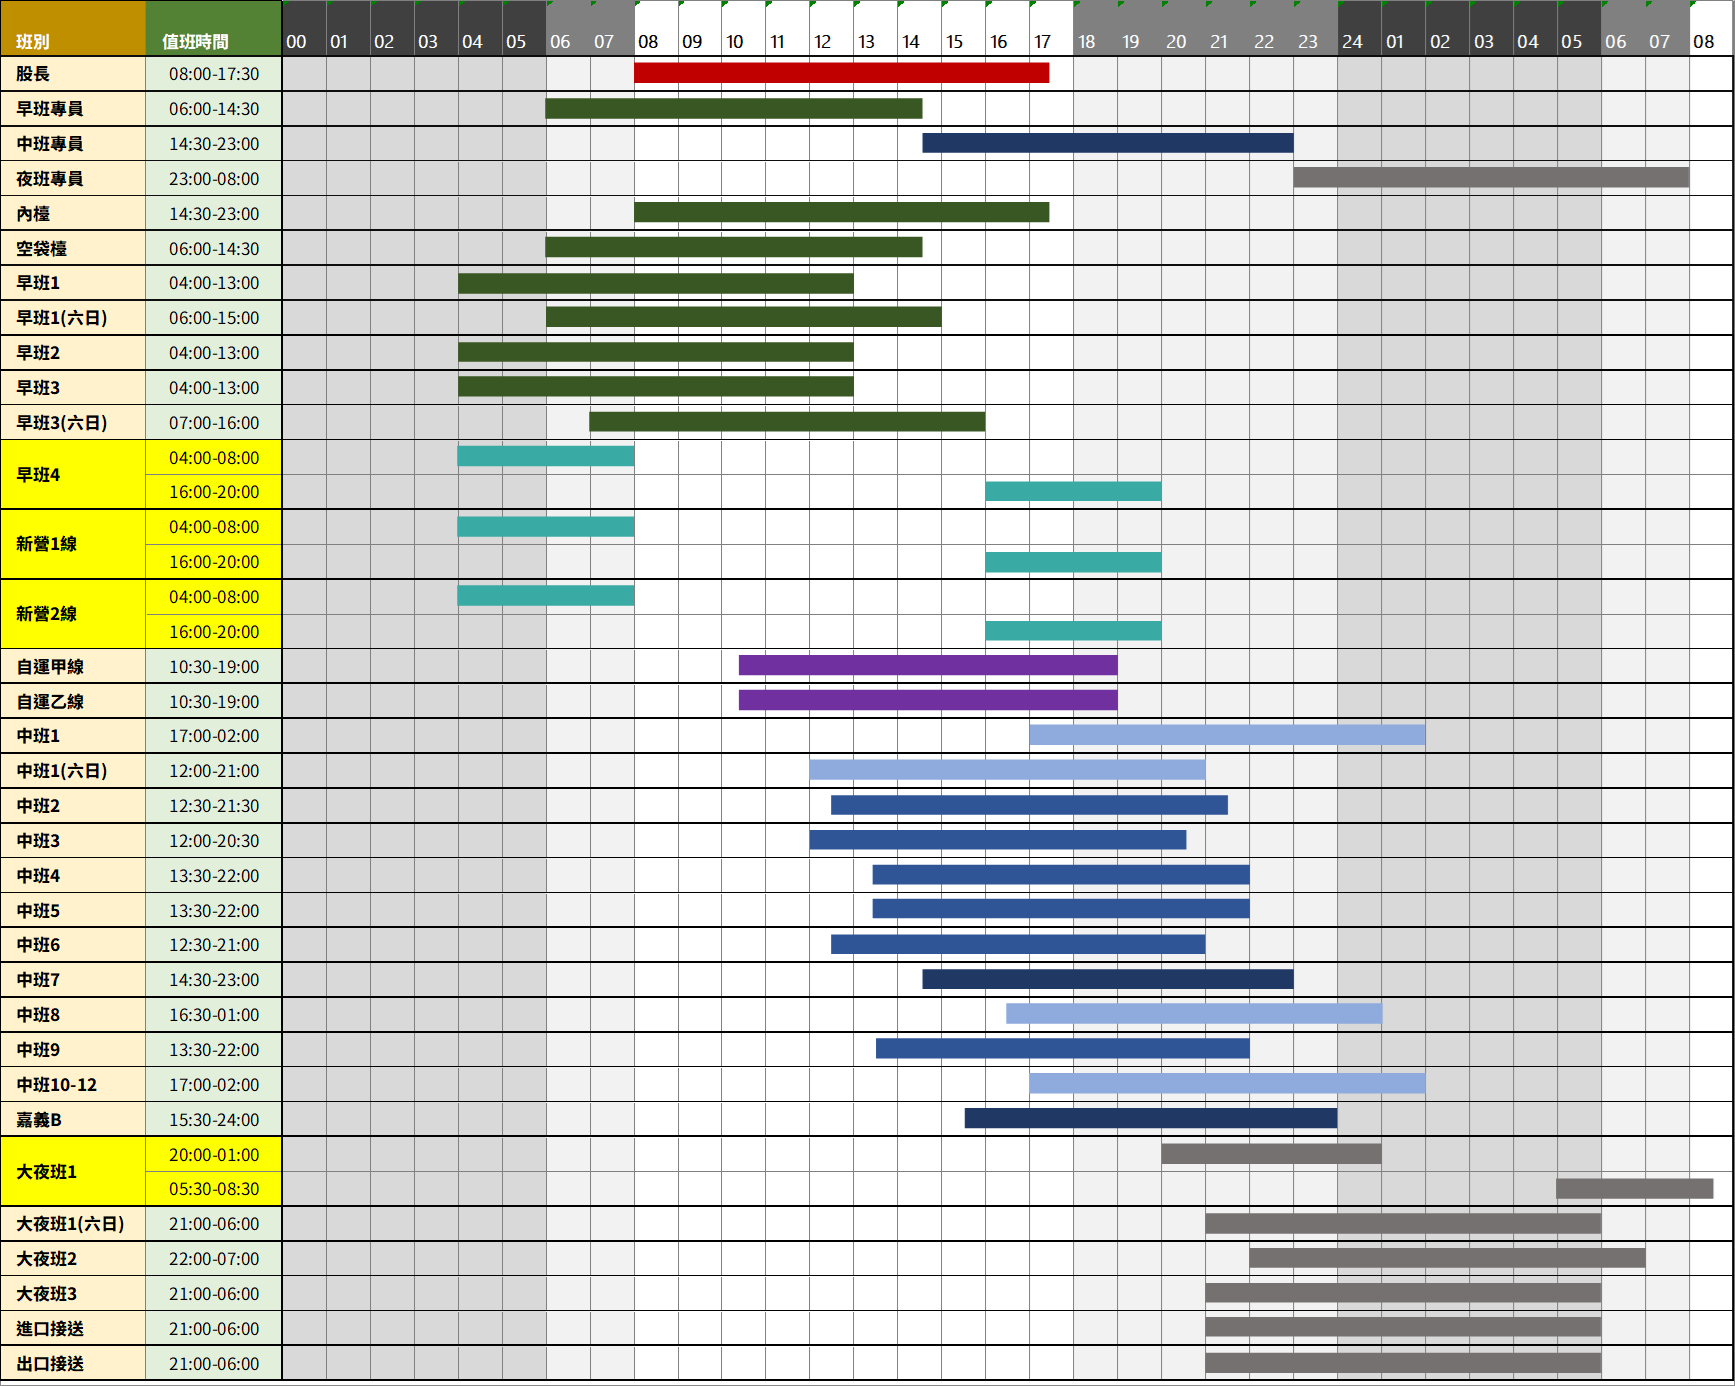 班別 值班時間 00 01 02 03 04 05 06 07 08 09 10 11 12 13 14 15 16 17 18 19 20 21 22 23 24 01 02 03 04 05 06 07 08
股長 08:00-17:30
早班專員 06:00-14:30
中班專員 14:30-23:00
夜班專員 23:00-08:00
內檯 14:30-23:00
空袋檯 06:00-14:30
早班1 04:00-13:00
早班1(六日) 06:00-15:00
早班2 04:00-13:00
早班3 04:00-13:00
早班3(六日) 07:00-16:00
早班4 04:00-08:00
16:00-20:00
新營1線 04:00-08:00
16:00-20:00
新營2線 04:00-08:00
16:00-20:00
自運甲線 10:30-19:00
自運乙線 10:30-19:00
中班1 17:00-02:00
中班1(六日) 12:00-21:00
中班2 12:30-21:30
中班3 12:00-20:30
中班4 13:30-22:00
中班5 13:30-22:00
中班6 12:30-21:00
中班7 14:30-23:00
中班8 16:30-01:00
中班9 13:30-22:00
中班10-12 17:00-02:00
嘉義B 15:30-24:00
大夜班1 20:00-01:00
05:30-08:30
大夜班1(六日) 21:00-06:00
大夜班2 22:00-07:00
大夜班3 21:00-06:00
進口接送 21:00-06:00
出口接送 21:00-06:00